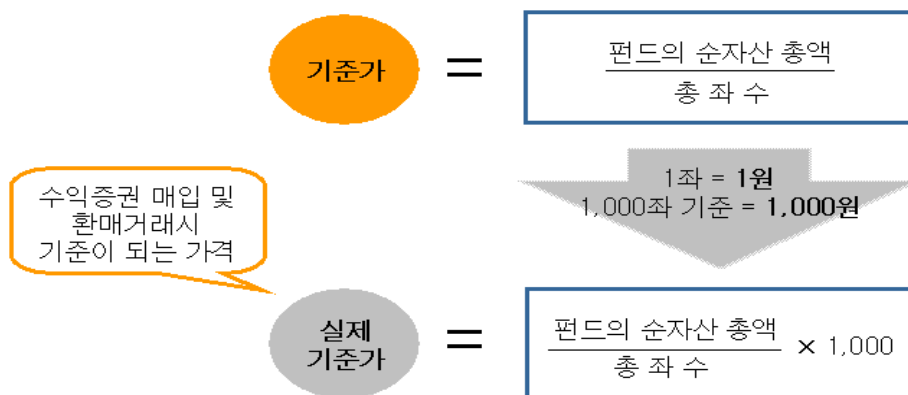 기준가 = 펀드의 순자산 총액
총 좌 수
1좌 = 1원
1,000좌 기준 = 1,000원
수익증권 매입 및
환매거래시
기준이 되는 가격
실제
기준가 = 펀드의 순자산 총액 × 1,000
총 좌 수